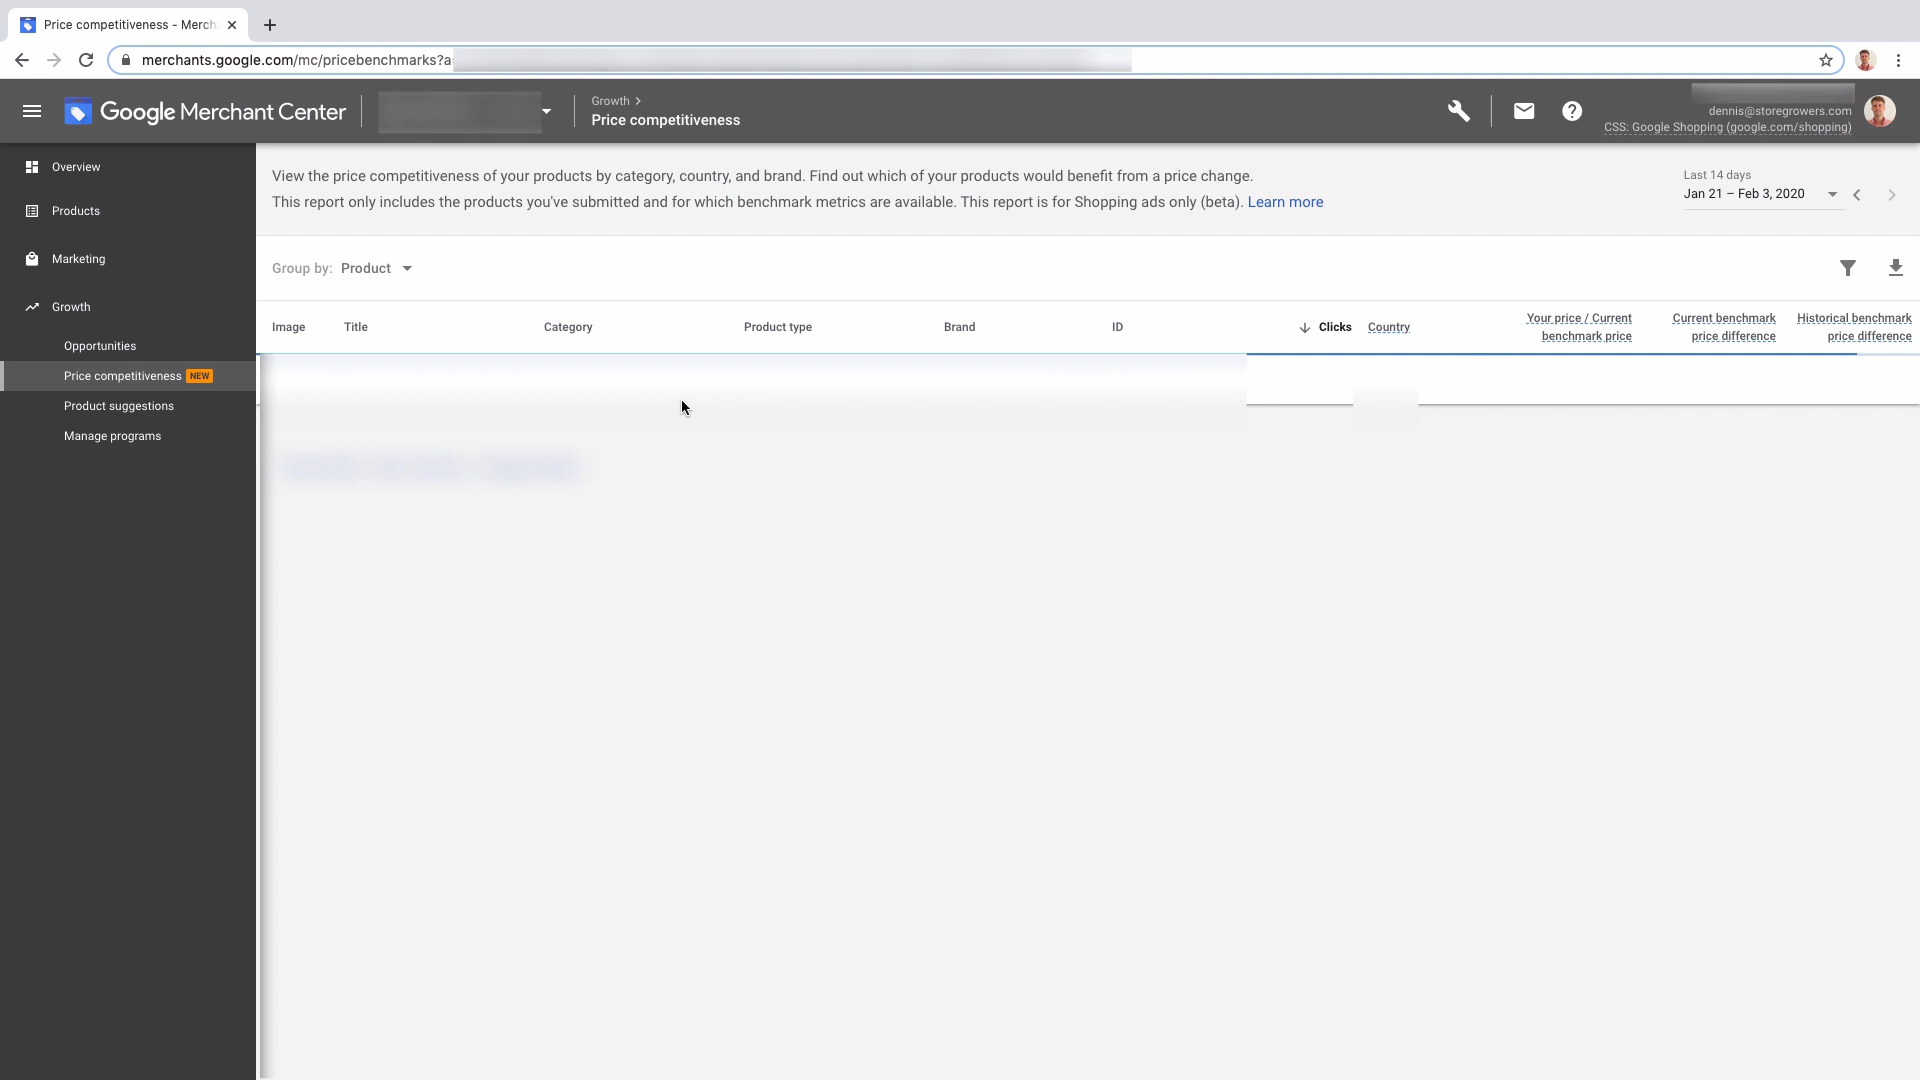 Price competitiveness - Merch
merchants.google.com/mc/pricebenchmarks?a
Google Merchant Center
Growth >
Price competitiveness
dennis@storegrowers.com
CSS: Google Shopping (google.com/shopping)
Overview
Products
Marketing
Growth
Opportunities
Price competitiveness NEW
Product suggestions
Manage programs
View the price competitiveness of your products by category, country, and brand. Find out which of your products would benefit from a price change.
This report only includes the products you've submitted and for which benchmark metrics are available. This report is for Shopping ads only (beta). Learn more
Last 14 days
Jan 21 – Feb 3, 2020
Group by: Product
Image Title Category Product type Brand ID Clicks Country
Your price / Current
benchmark price
Current benchmark
price difference
Historical benchmark
price difference